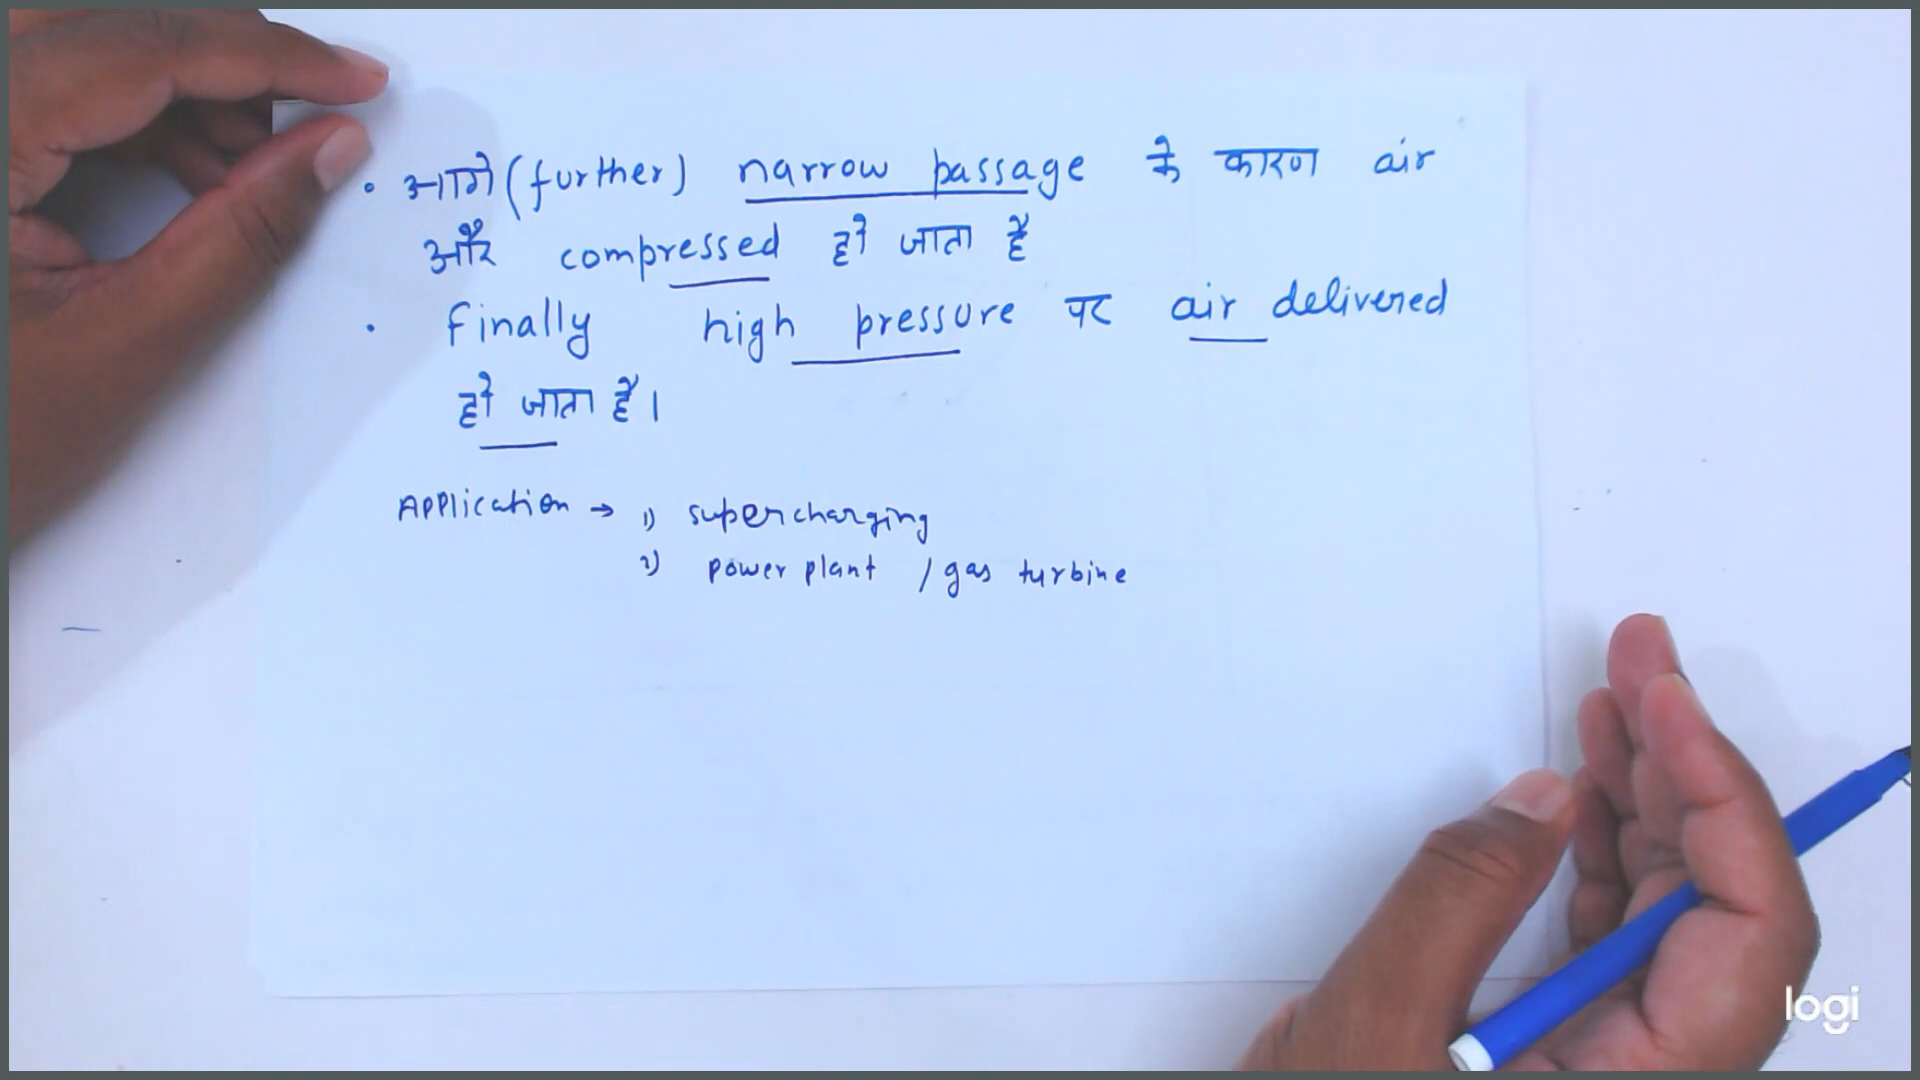 • आगे (further) narrow passage के कारण air
और compressed हो जाता है
• Finally high pressure पर air delivered
हो जाता है।
Application → 1) supercharging
2) power plant / gas turbine
logi